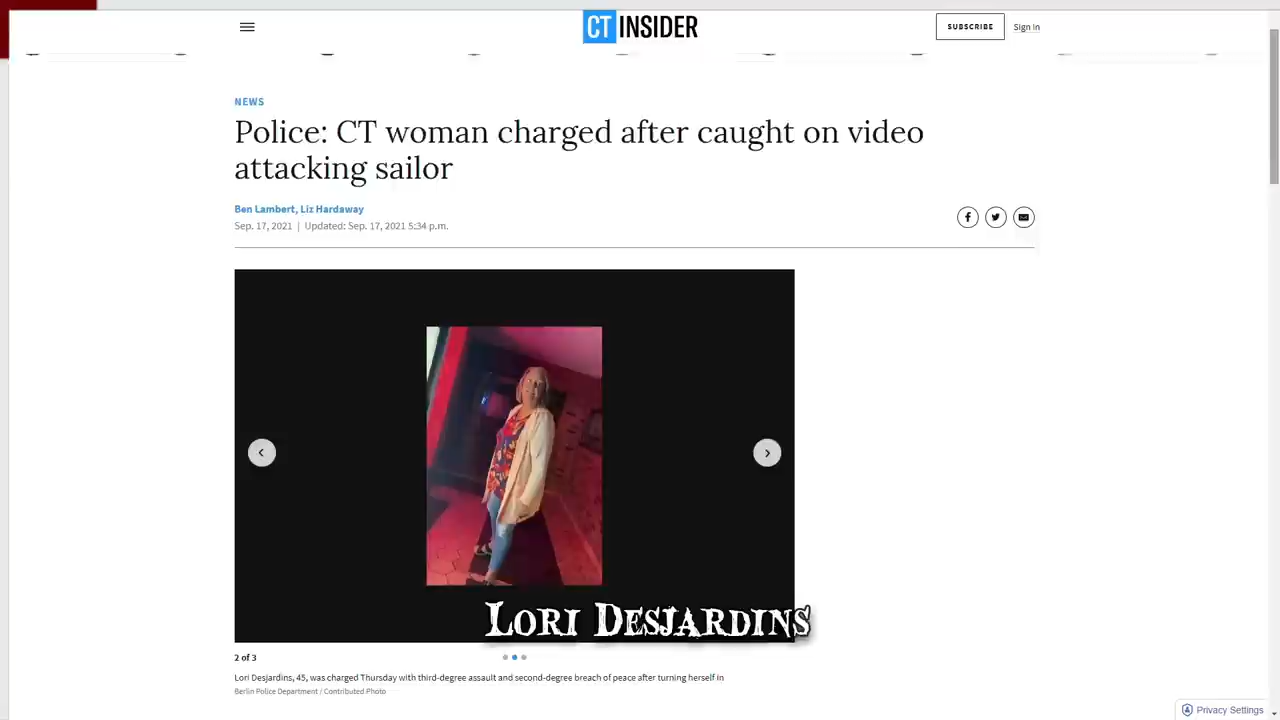 CT INSIDER
SUBSCRIBE
Sign In
NEWS
Police: CT woman charged after caught on video
attacking sailor
Ben Lambert, Liz Hardaway
Sep. 17, 2021 | Updated: Sep. 17, 2021 5:34 p.m.
LORI DESJARDINS
2 of 3
Lori Desjardins, 45, was charged Thursday with third-degree assault and second-degree breach of peace after turning herself in
Berlin Police Department / Contributed Photo
Privacy Settings